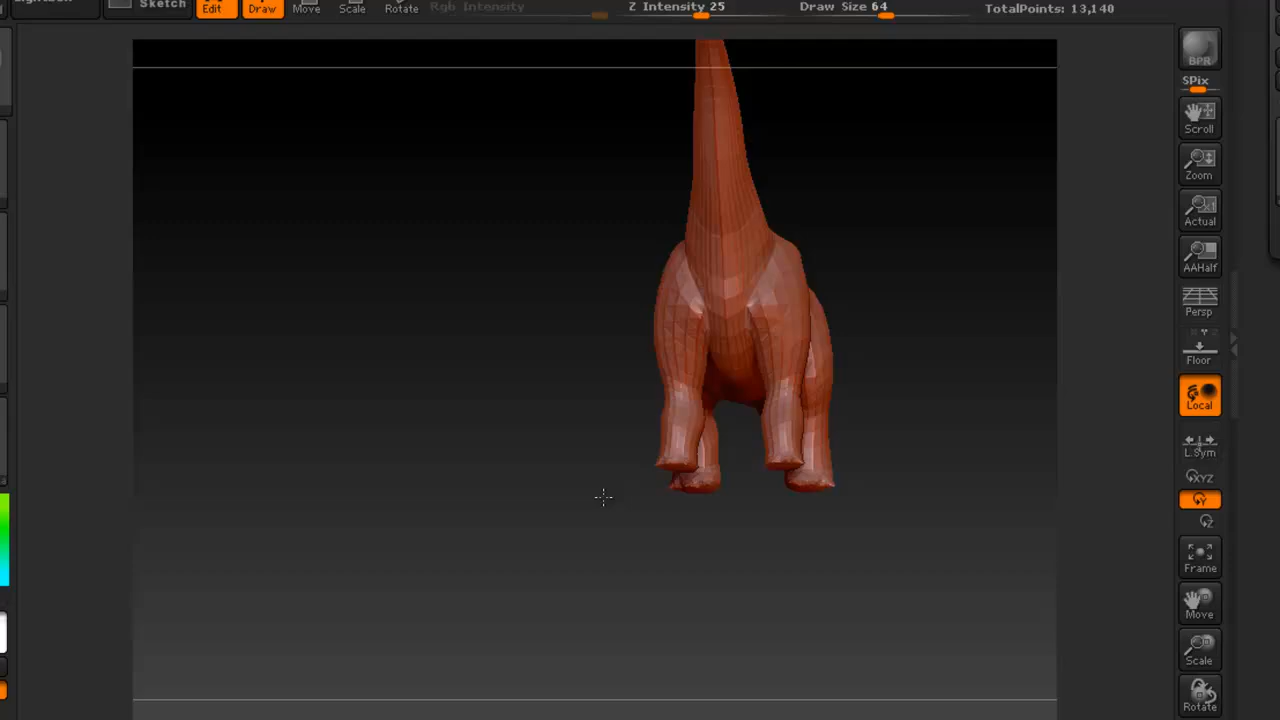 Sketch
Edit
Draw
Move
Scale
Rotate
Rgb Intensity
Z Intensity 25
Draw Size 64
TotalPoints: 13,140
BPR
SPix
Scroll
Zoom
Actual
AAHalf
Persp
Floor
Local
L.Sym
XYZ
Y
Z
Frame
Move
Scale
Rotate